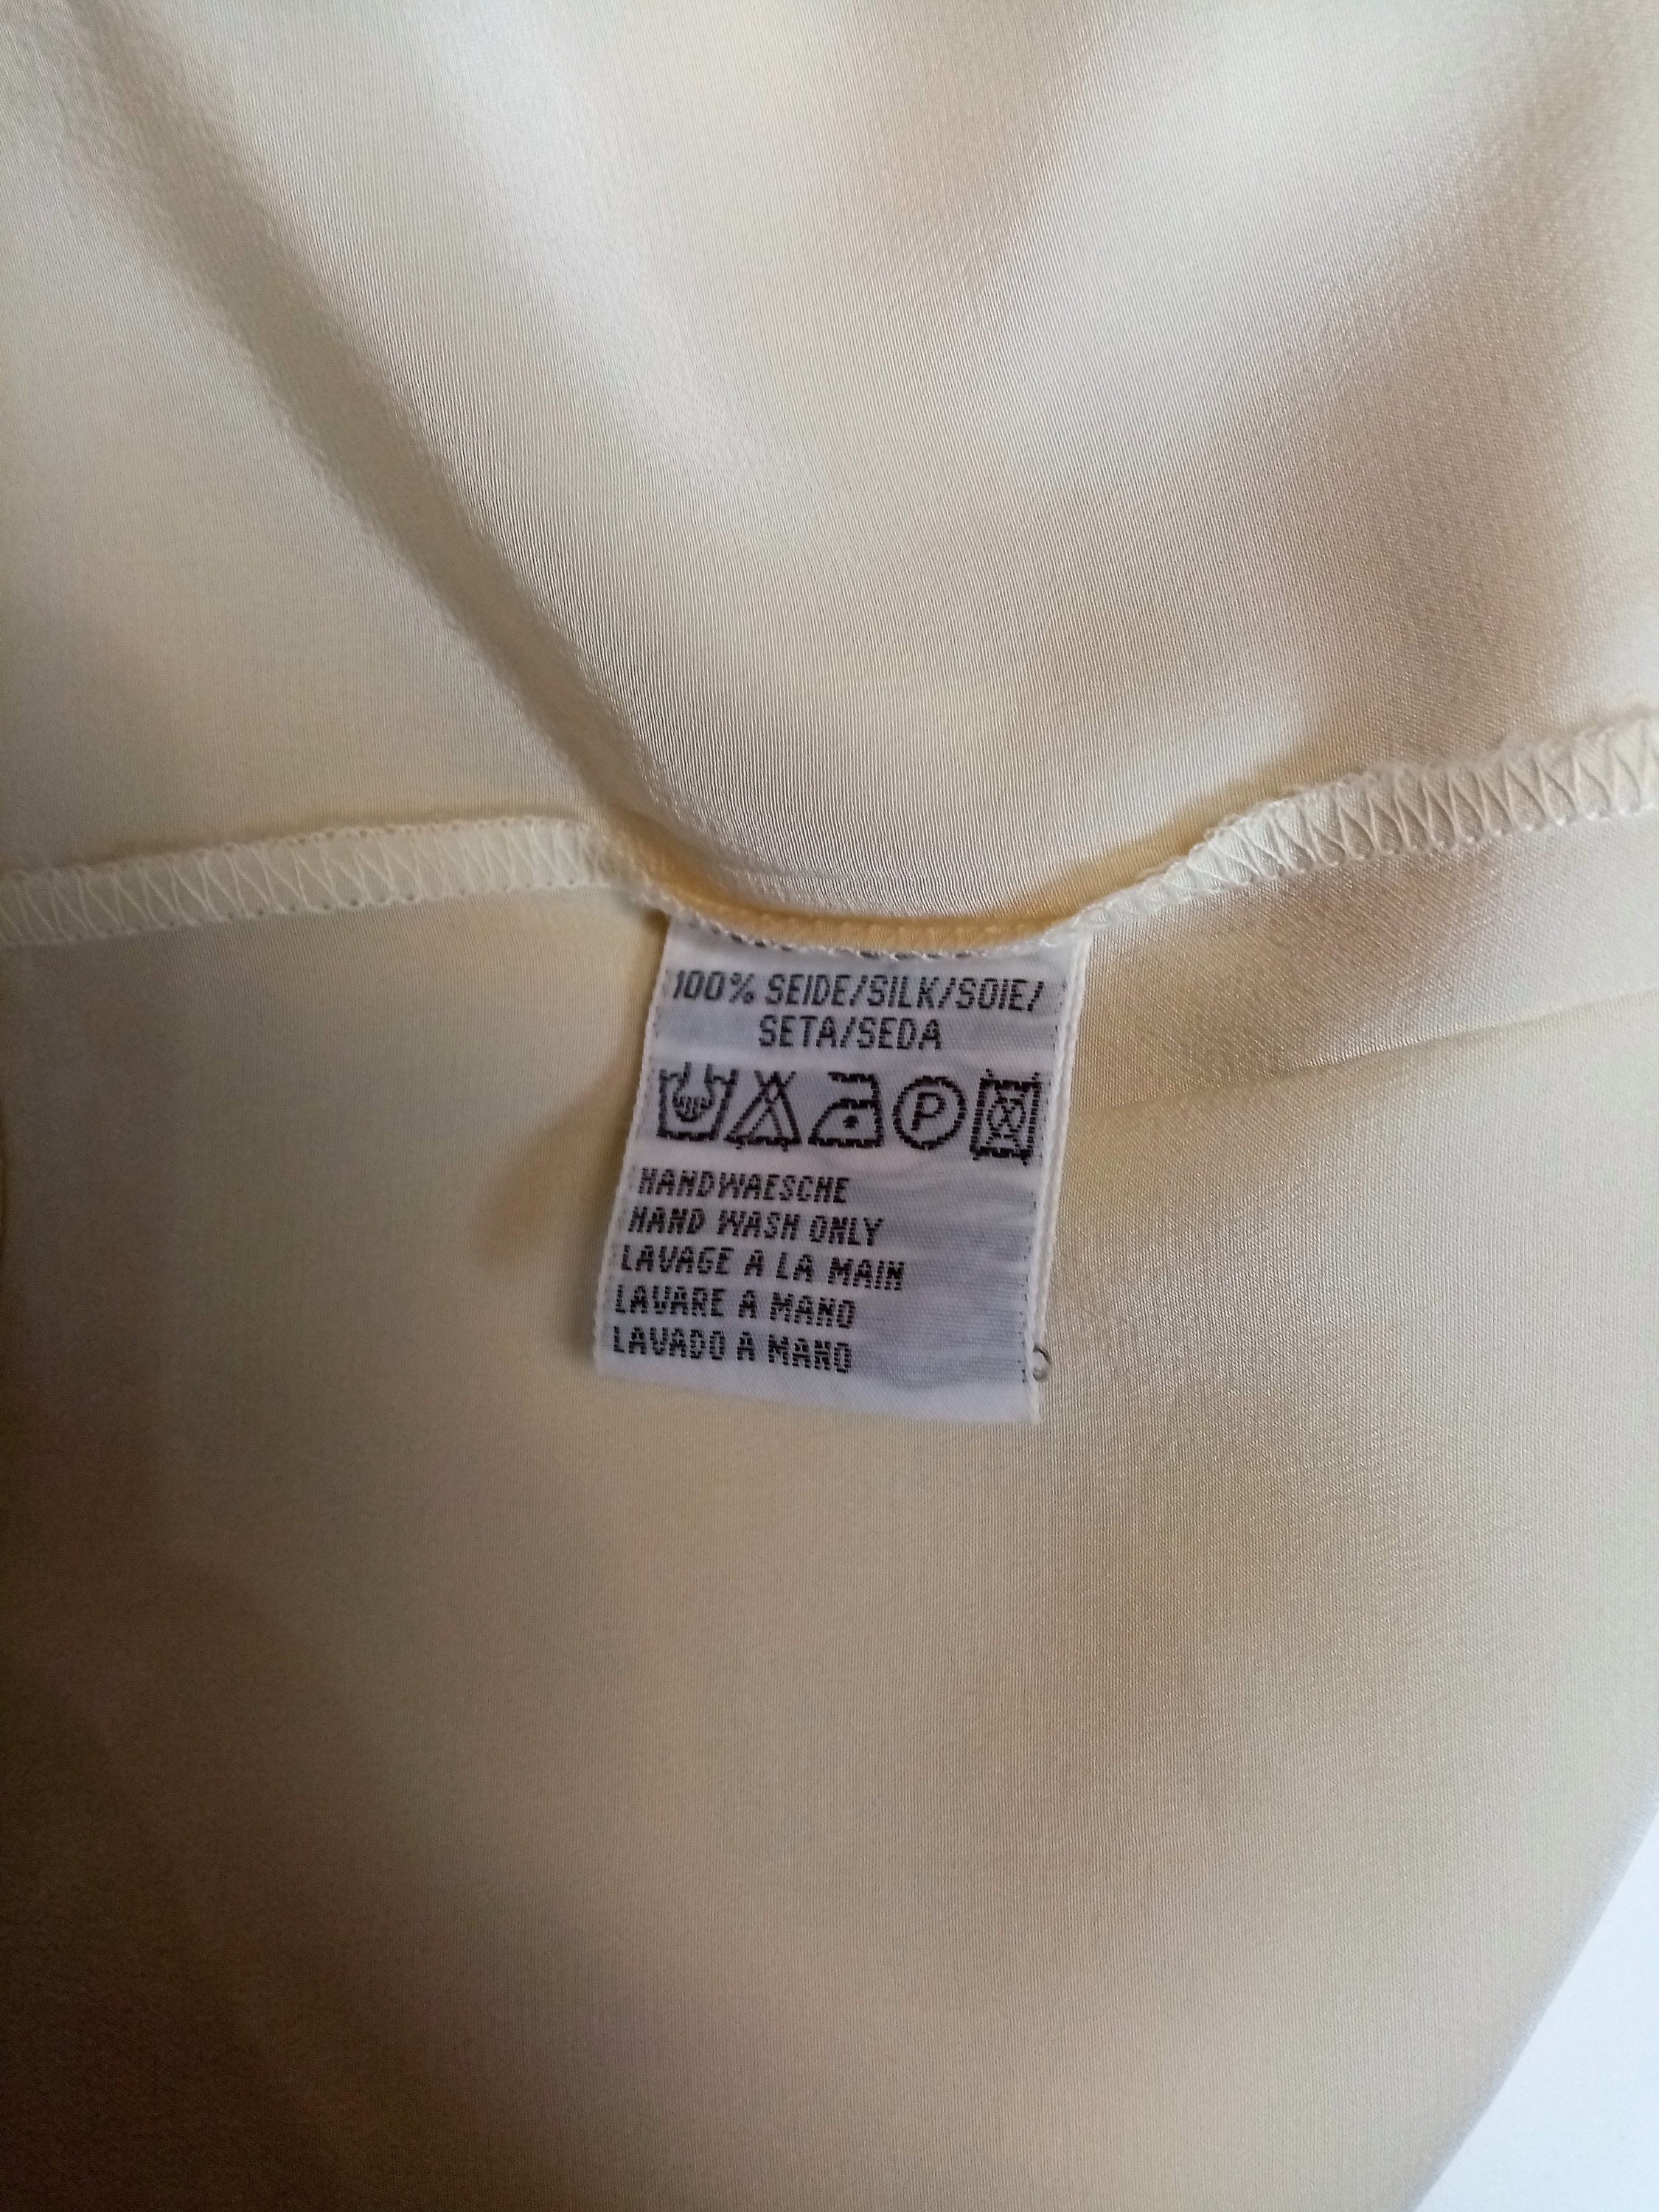 100% SEIDE/SILK/SOIE/
SETA/SEDA
P
HANDWAESCHE
HAND WASH ONLY
LAVAGE A LA MAIN
LAVARE A MANO
LAVADO A MANO